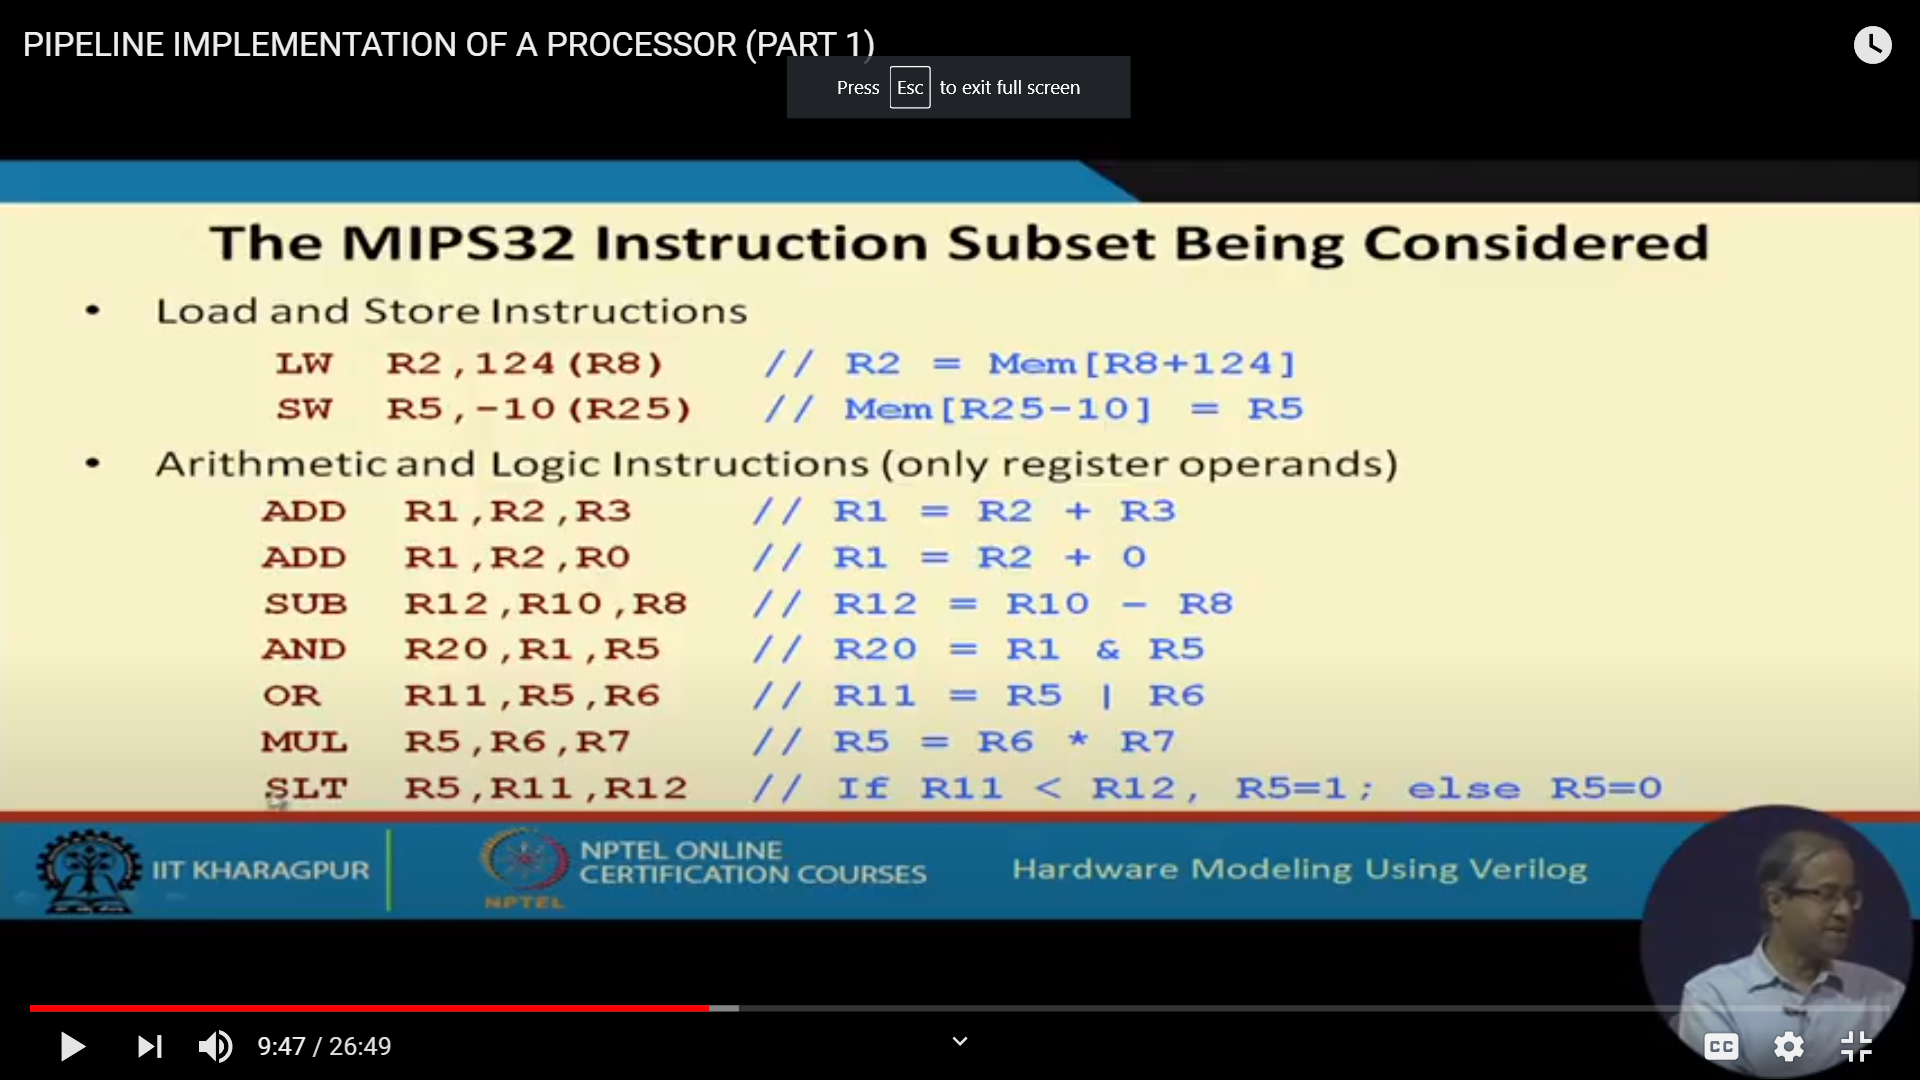 PIPELINE IMPLEMENTATION OF A PROCESSOR (PART 1)
Press Esc to exit full screen
The MIPS32 Instruction Subset Being Considered
• Load and Store Instructions
LW R2,124(R8) // R2 = Mem[R8+124]
SW R5,-10(R25) // Mem[R25-10] = R5
• Arithmetic and Logic Instructions (only register operands)
ADD R1,R2,R3 // R1 = R2 + R3
ADD R1,R2,R0 // R1 = R2 + 0
SUB R12,R10,R8 // R12 = R10 - R8
AND R20,R1,R5 // R20 = R1 & R5
OR R11,R5,R6 // R11 = R5 | R6
MUL R5,R6,R7 // R5 = R6 * R7
SLT R5,R11,R12 // If R11 < R12, R5=1; else R5=0
IIT KHARAGPUR
NPTEL ONLINE
CERTIFICATION COURSES
NPTEL
Hardware Modeling Using Verilog
9:47 / 26:49
CC